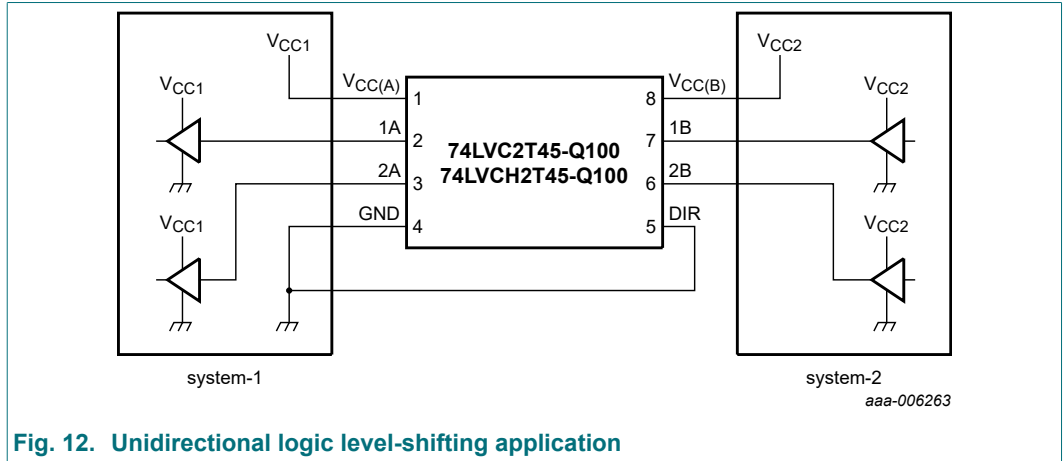 VCC1
VCC2
VCC1
VCC(A)
VCC(B)
VCC2
1
8
1A
1B
2
7
74LVC2T45-Q100
74LVCH2T45-Q100
2A
2B
3
6
VCC1
GND
DIR
VCC2
4
5
system-1
system-2
aaa-006263
Fig. 12. Unidirectional logic level-shifting application